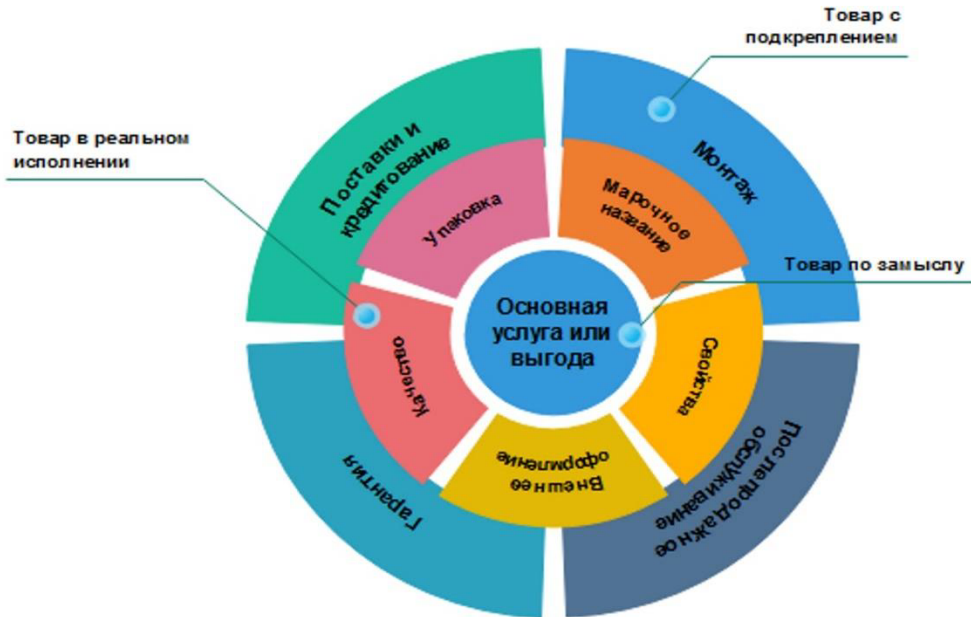 Товар с
подкреплением
Товар в реальном
исполнении
Поставки и
кредитование
Монтаж
Упаковка
Марочное
название
Товар по замыслу
Основная
услуга или
выгода
Качество
Свойства
Внешнее
оформление
Гарантия
Послепродажное
обслуживание